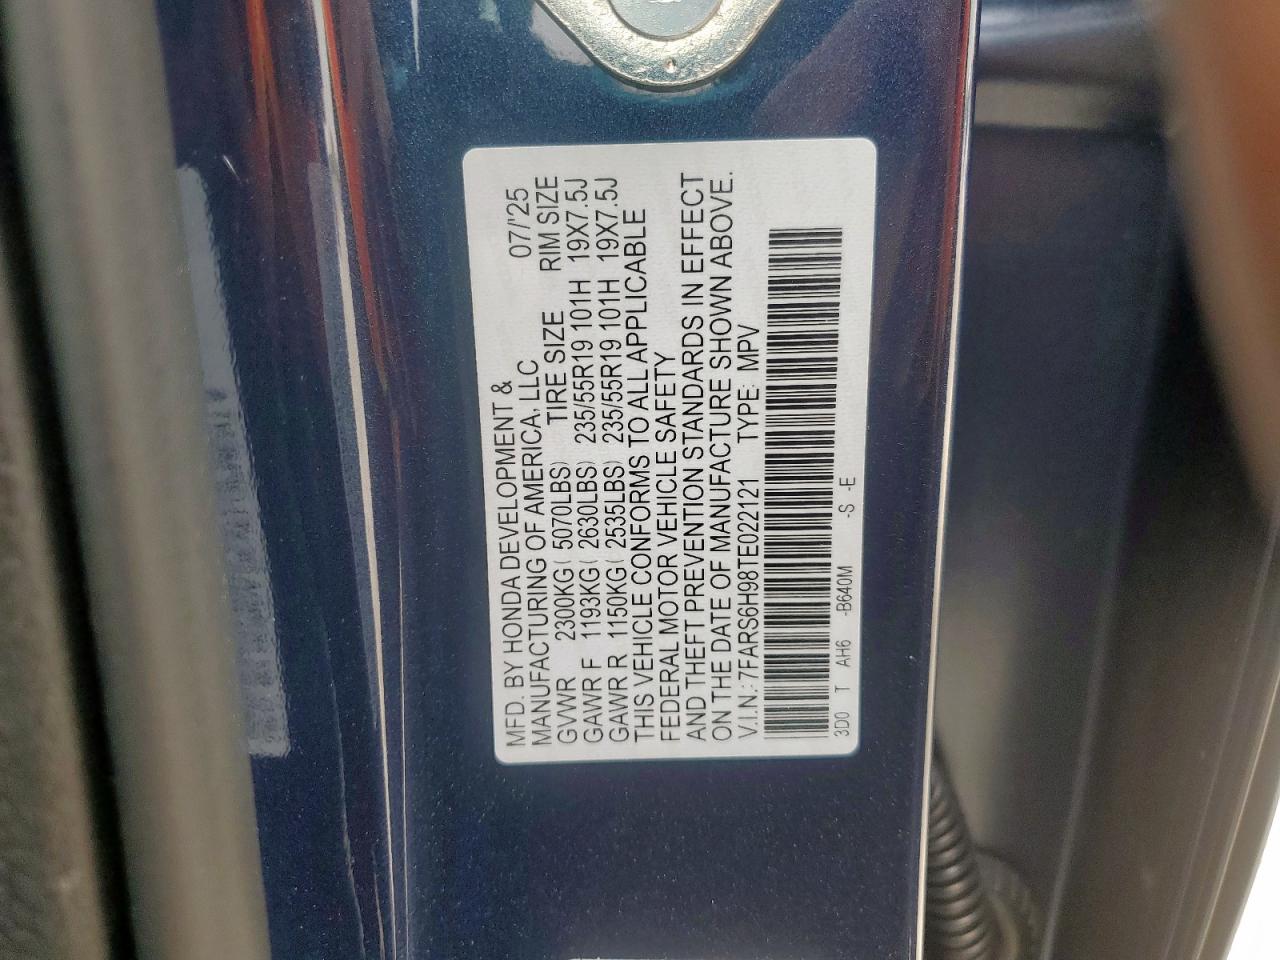 MFD. BY HONDA DEVELOPMENT &
MANUFACTURING OF AMERICA, LLC 07/'25
GVWR 2300KG ( 5070LBS) TIRE SIZE RIM SIZE
GAWR F 1193KG ( 2630LBS) 235/55R19 101H 19X7.5J
GAWR R 1150KG ( 2535LBS) 235/55R19 101H 19X7.5J
THIS VEHICLE CONFORMS TO ALL APPLICABLE
FEDERAL MOTOR VEHICLE SAFETY
AND THEFT PREVENTION STANDARDS IN EFFECT
ON THE DATE OF MANUFACTURE SHOWN ABOVE.
V.I.N.: 7FARS6H98TE022121 TYPE: MPV
3D0 T AH6 -B640M -S -E